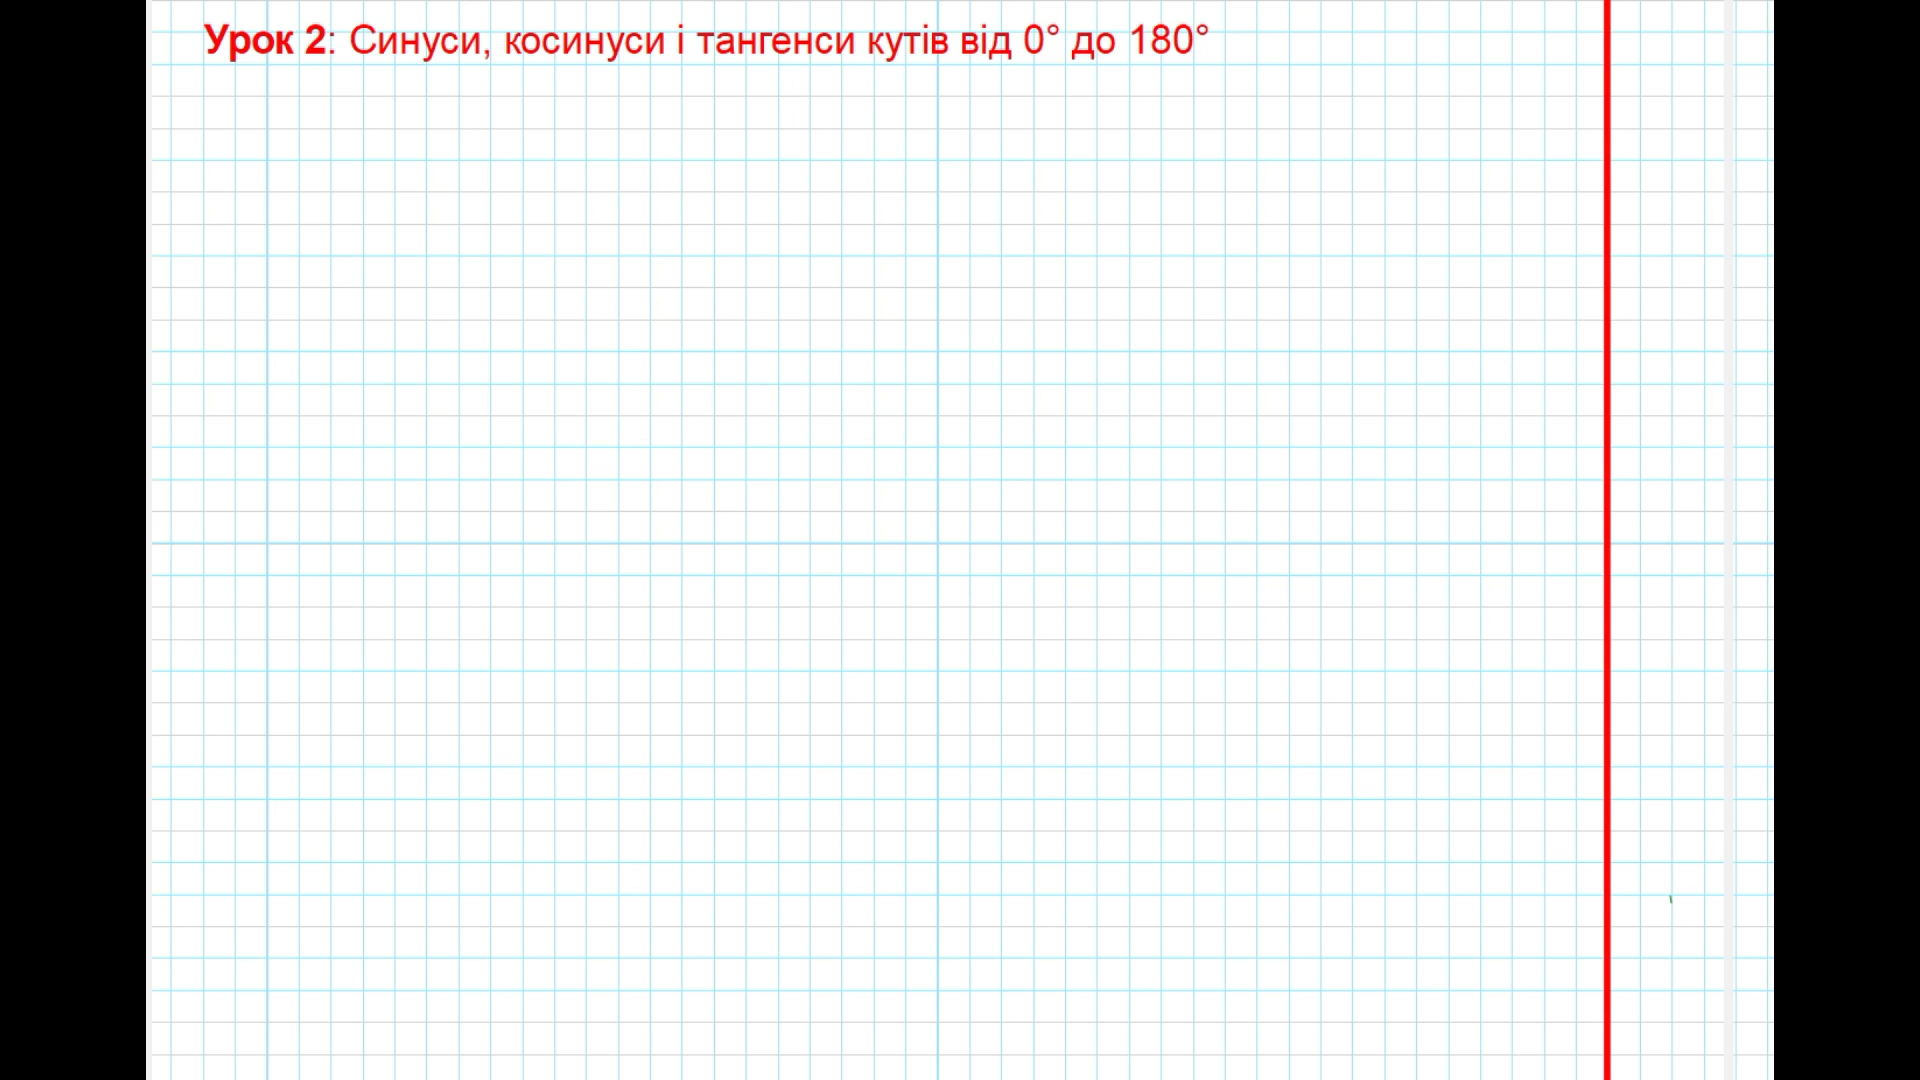 Урок 2: Синуси, косинуси і тангенси кутів від 0° до 180°